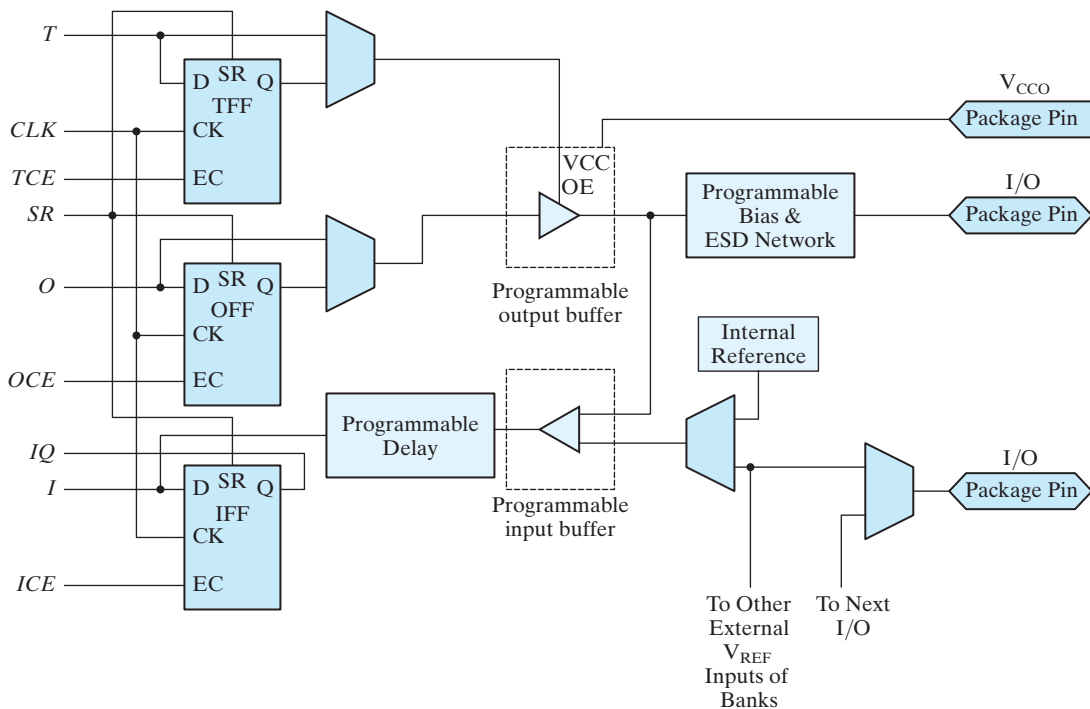 T
D SR Q
TFF
CK
EC
CLK
TCE
SR
O
D SR Q
OFF
CK
EC
OCE
IQ
I
D SR Q
IFF
CK
EC
ICE
VCC
OE
Programmable
output buffer
V_CCO
Package Pin
I/O
Package Pin
Programmable
Bias &
ESD Network
Internal
Reference
Programmable
Delay
Programmable
input buffer
I/O
Package Pin
To Other
External
V_REF
Inputs of
Banks
To Next
I/O